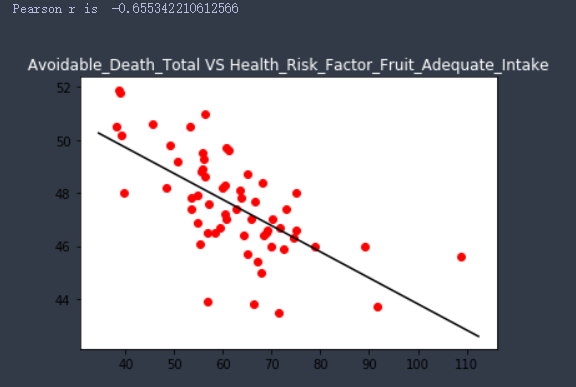 Pearson r is -0.655342210612566
Avoidable_Death_Total VS Health_Risk_Factor_Fruit_Adequate_Intake
52
50
48
46
44
40 50 60 70 80 90 100 110